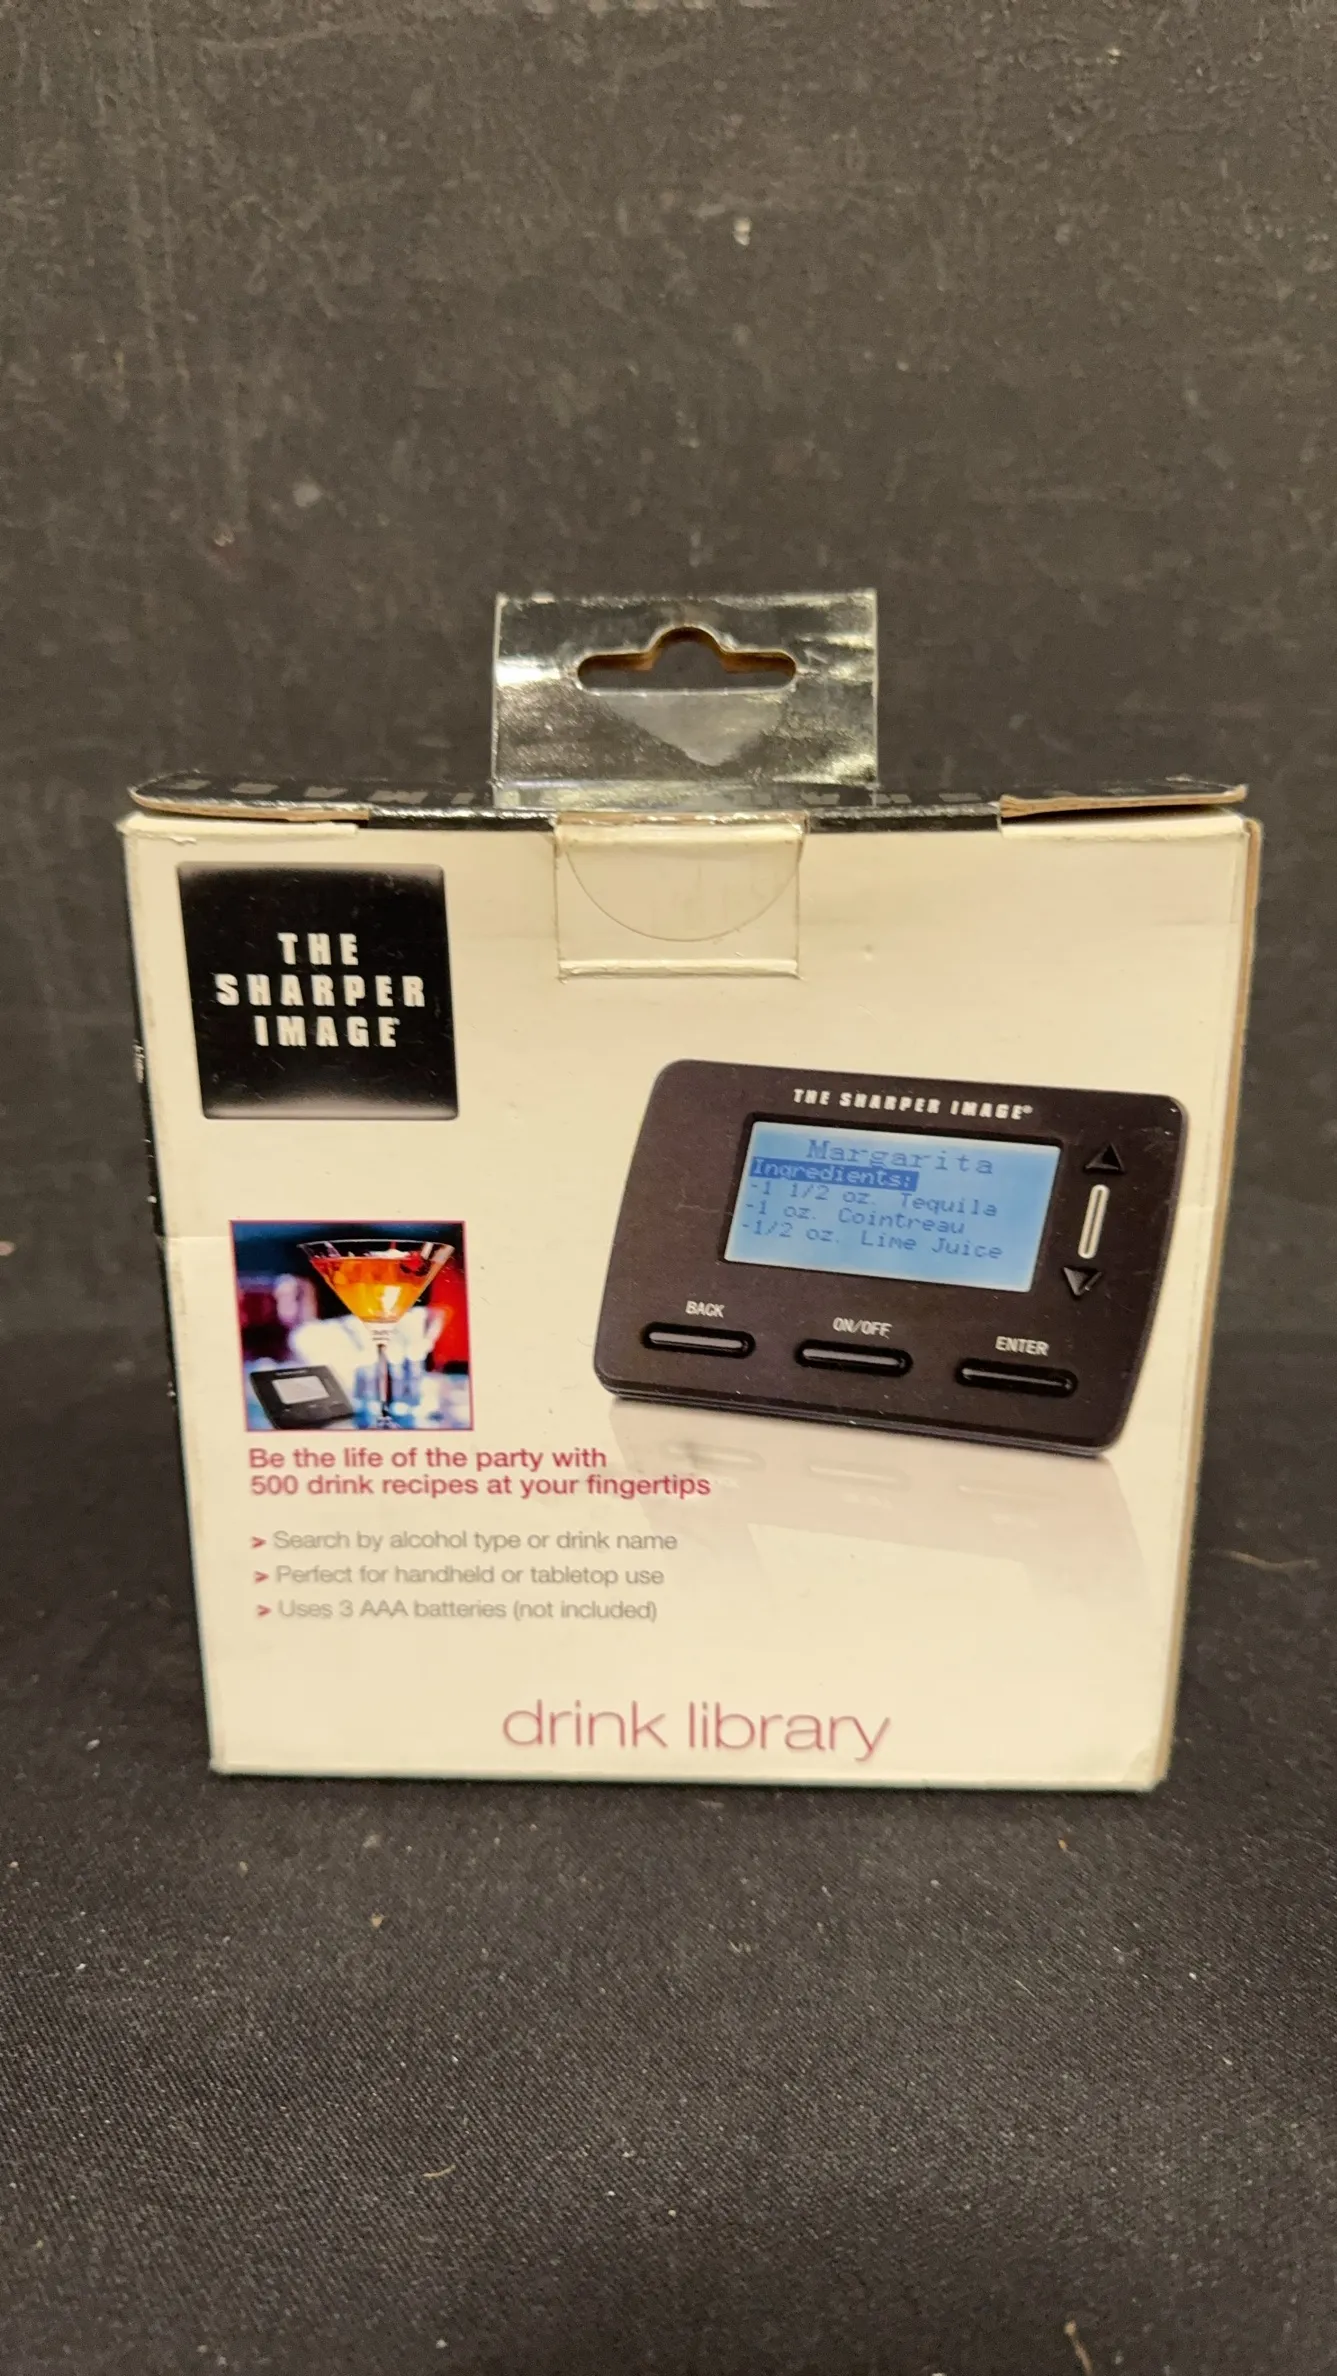 THE
SHARPER
IMAGE
THE SHARPER IMAGE®
Margarita
Ingredients:
-1 1/2 oz. Tequila
-1 oz. Cointreau
-1/2 oz. Lime Juice
BACK
ON/OFF
ENTER
Be the life of the party with
500 drink recipes at your fingertips
> Search by alcohol type or drink name
> Perfect for handheld or tabletop use
> Uses 3 AAA batteries (not included)
drink library